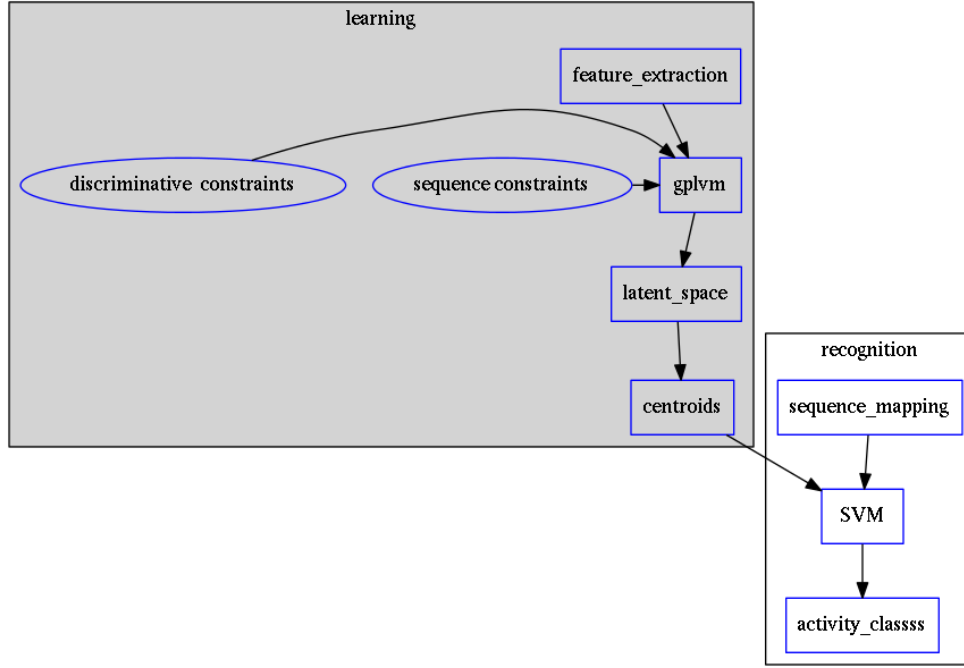 learning
feature_extraction
discriminative constraints
sequence constraints
gplvm
latent_space
centroids
recognition
sequence_mapping
SVM
activity_classss